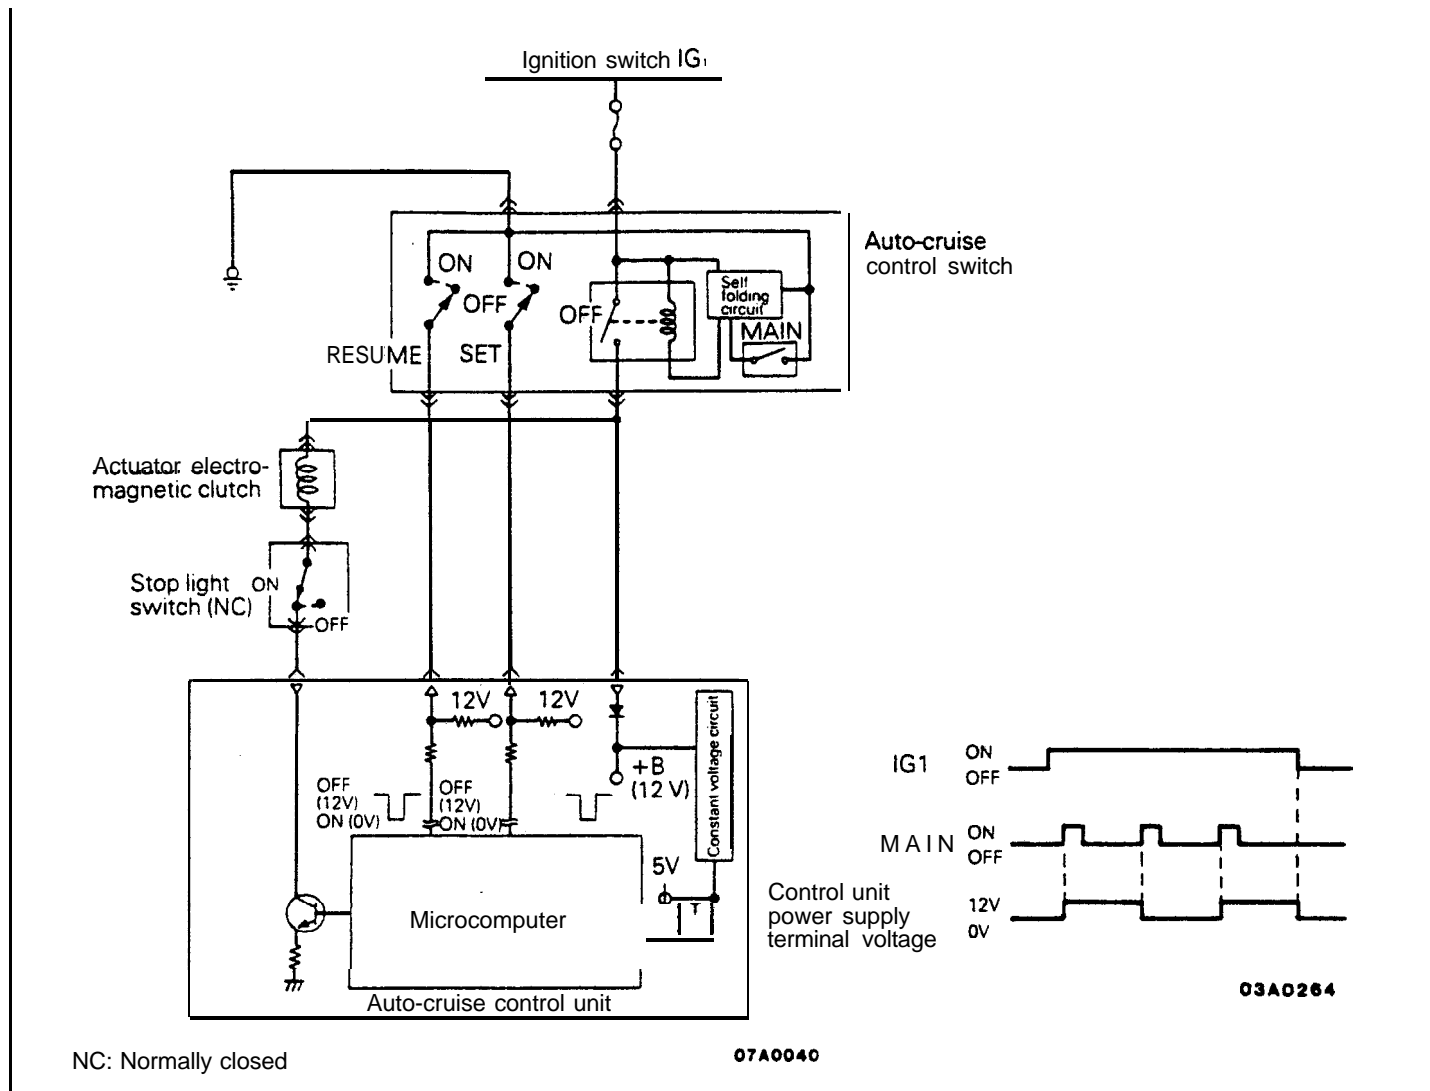 Ignition switch IG1
Auto-cruise
control switch
ON
ON
OFF
OFF
Self
folding
circuit
MAIN
RESUME
SET
Actuator electro-
magnetic clutch
Stop light
switch (NC)
ON
OFF
12V
12V
Constant voltage circuit
+B
(12 V)
OFF
(12V)
ON (0V)
OFF
(12V)
ON (0V)
5V
Microcomputer
Auto-cruise control unit
IG1
ON
OFF
MAIN
ON
OFF
Control unit
power supply
terminal voltage
12V
0V
03A0264
NC: Normally closed
07A0040